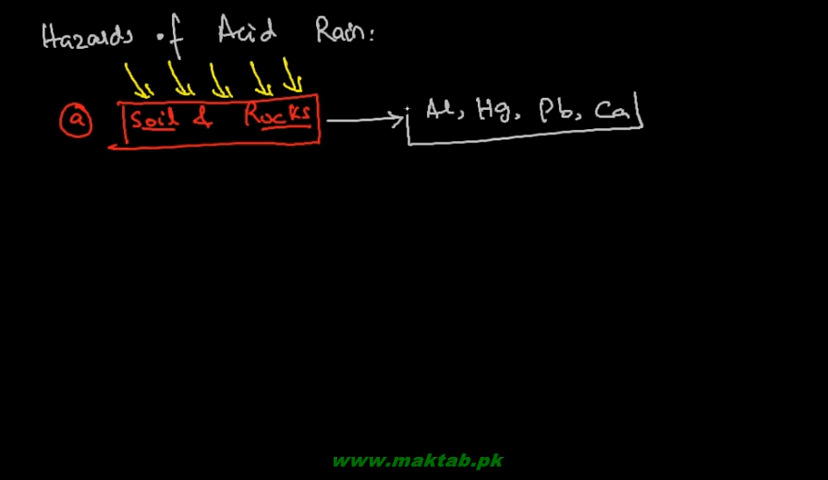 Hazards of Acid Rain:
a Soil & Rocks → Al, Hg, Pb, Ca
www.maktab.pk